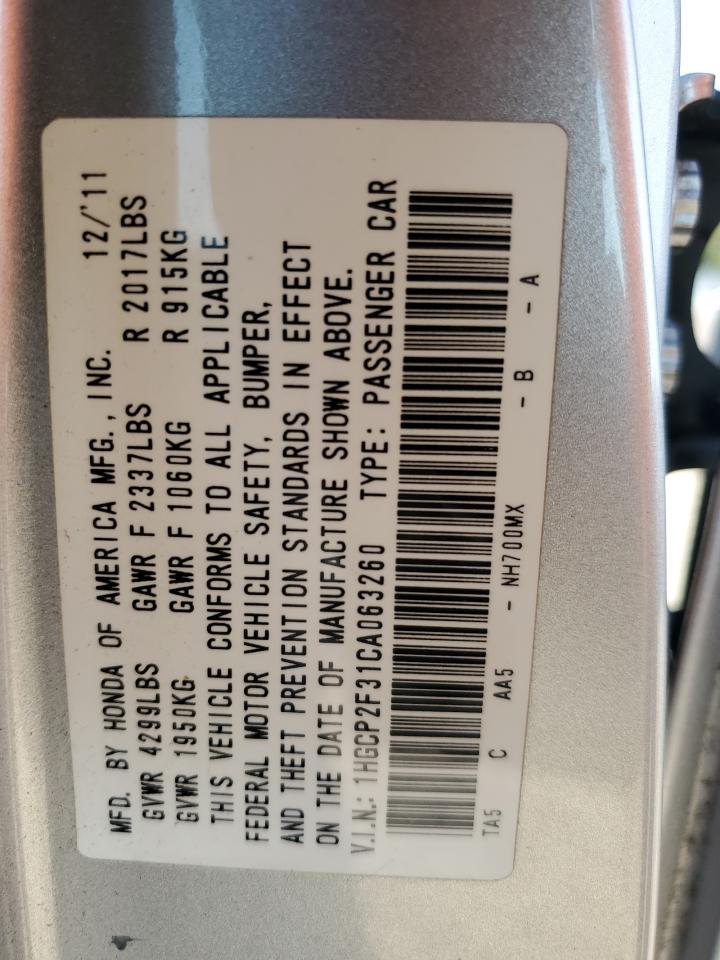 MFD. BY HONDA OF AMERICA MFG., INC. 12/'11
GVWR 4299LBS GAWR F 2337LBS R 2017LBS
GVWR 1950KG GAWR F 1060KG R 915KG
THIS VEHICLE CONFORMS TO ALL APPLICABLE
FEDERAL MOTOR VEHICLE SAFETY, BUMPER,
AND THEFT PREVENTION STANDARDS IN EFFECT
ON THE DATE OF MANUFACTURE SHOWN ABOVE.
V.I.N.: 1HGCP2F31CA063260 TYPE: PASSENGER CAR
TA5 C AA5 - NH700MX - B - A